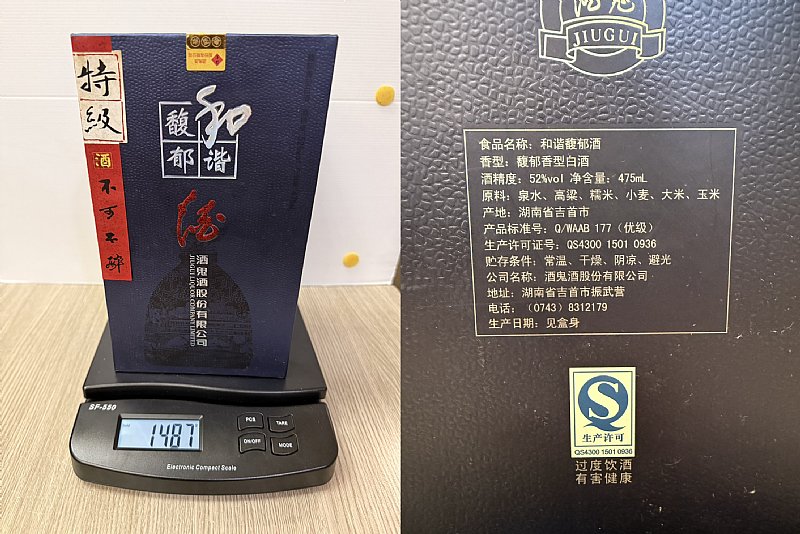 特级
酒
不可不醉
和谐
馥郁
酒
酒鬼酒股份有限公司
JIUGUI LIQUOR COMPANY LIMITED
SF-550
1487
PCS
TARE
ON/OFF
MODE
Electronic Compact Scale
酒鬼
JIUGUI
食品名称：和谐馥郁酒
香型：馥郁香型白酒
酒精度：52%vol 净含量：475mL
原料：泉水、高粱、糯米、小麦、大米、玉米
产地：湖南省吉首市
产品标准号：Q/WAAB 177（优级）
生产许可证号：QS4300 1501 0936
贮存条件：常温、干燥、阴凉、避光
公司名称：酒鬼酒股份有限公司
地址：湖南省吉首市振武营
电话：（0743）8312179
生产日期：见盒身
QS
生产许可
QS4300 1501 0936
过度饮酒
有害健康